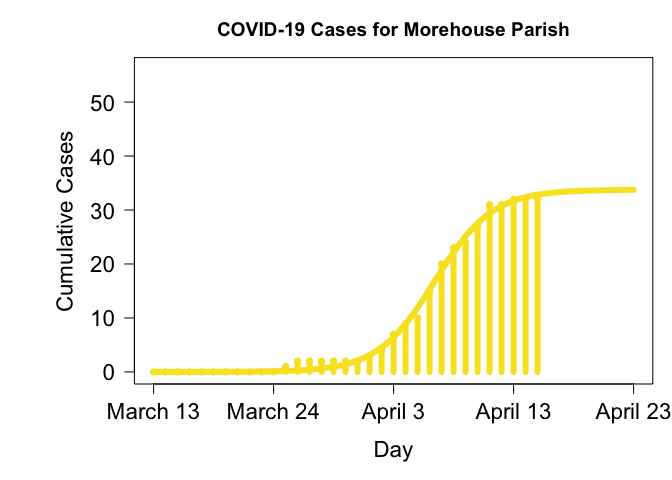 COVID-19 Cases for Morehouse Parish
50
40
30
20
10
0
Cumulative Cases
March 13 March 24 April 3 April 13 April 23
Day